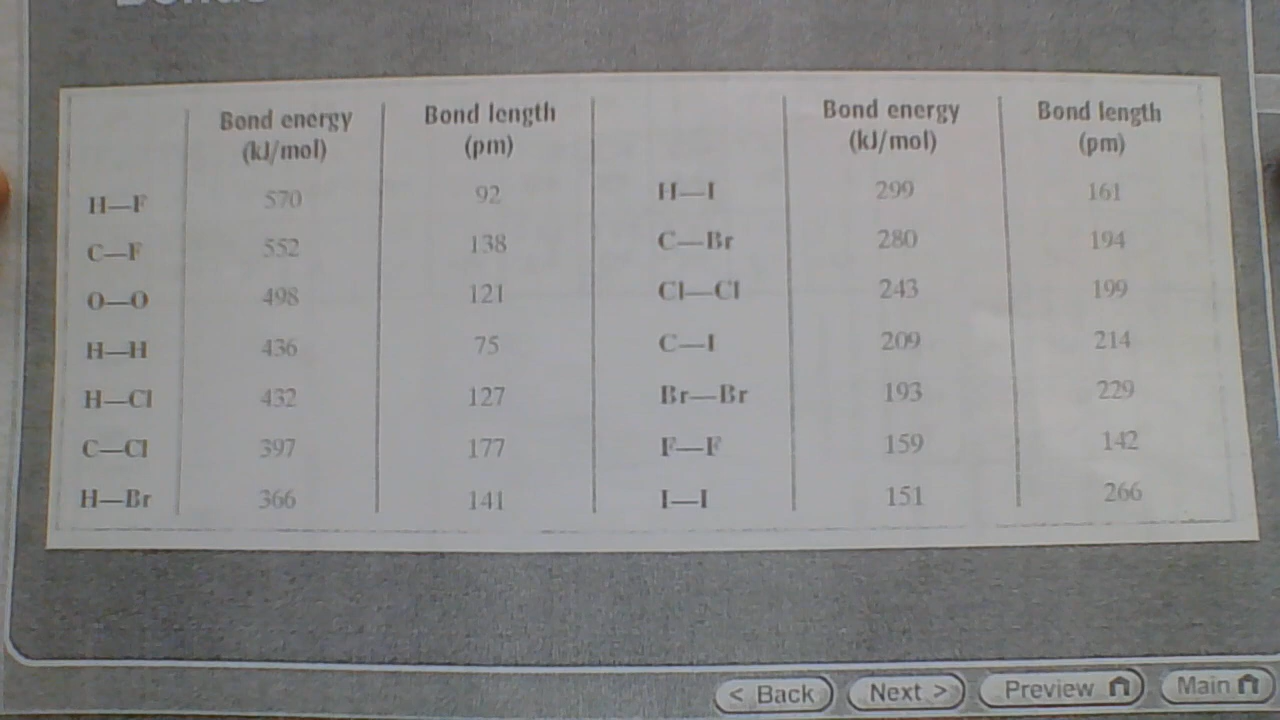 Bond energy Bond length Bond energy Bond length
(kJ/mol) (pm) (kJ/mol) (pm)
H—F 570 92 H—I 299 161
C—F 552 138 C—Br 280 194
O—O 498 121 Cl—Cl 243 199
H—H 436 75 C—I 209 214
H—Cl 432 127 Br—Br 193 229
C—Cl 397 177 F—F 159 142
H—Br 366 141 I—I 151 266
< Back Next > Preview Main